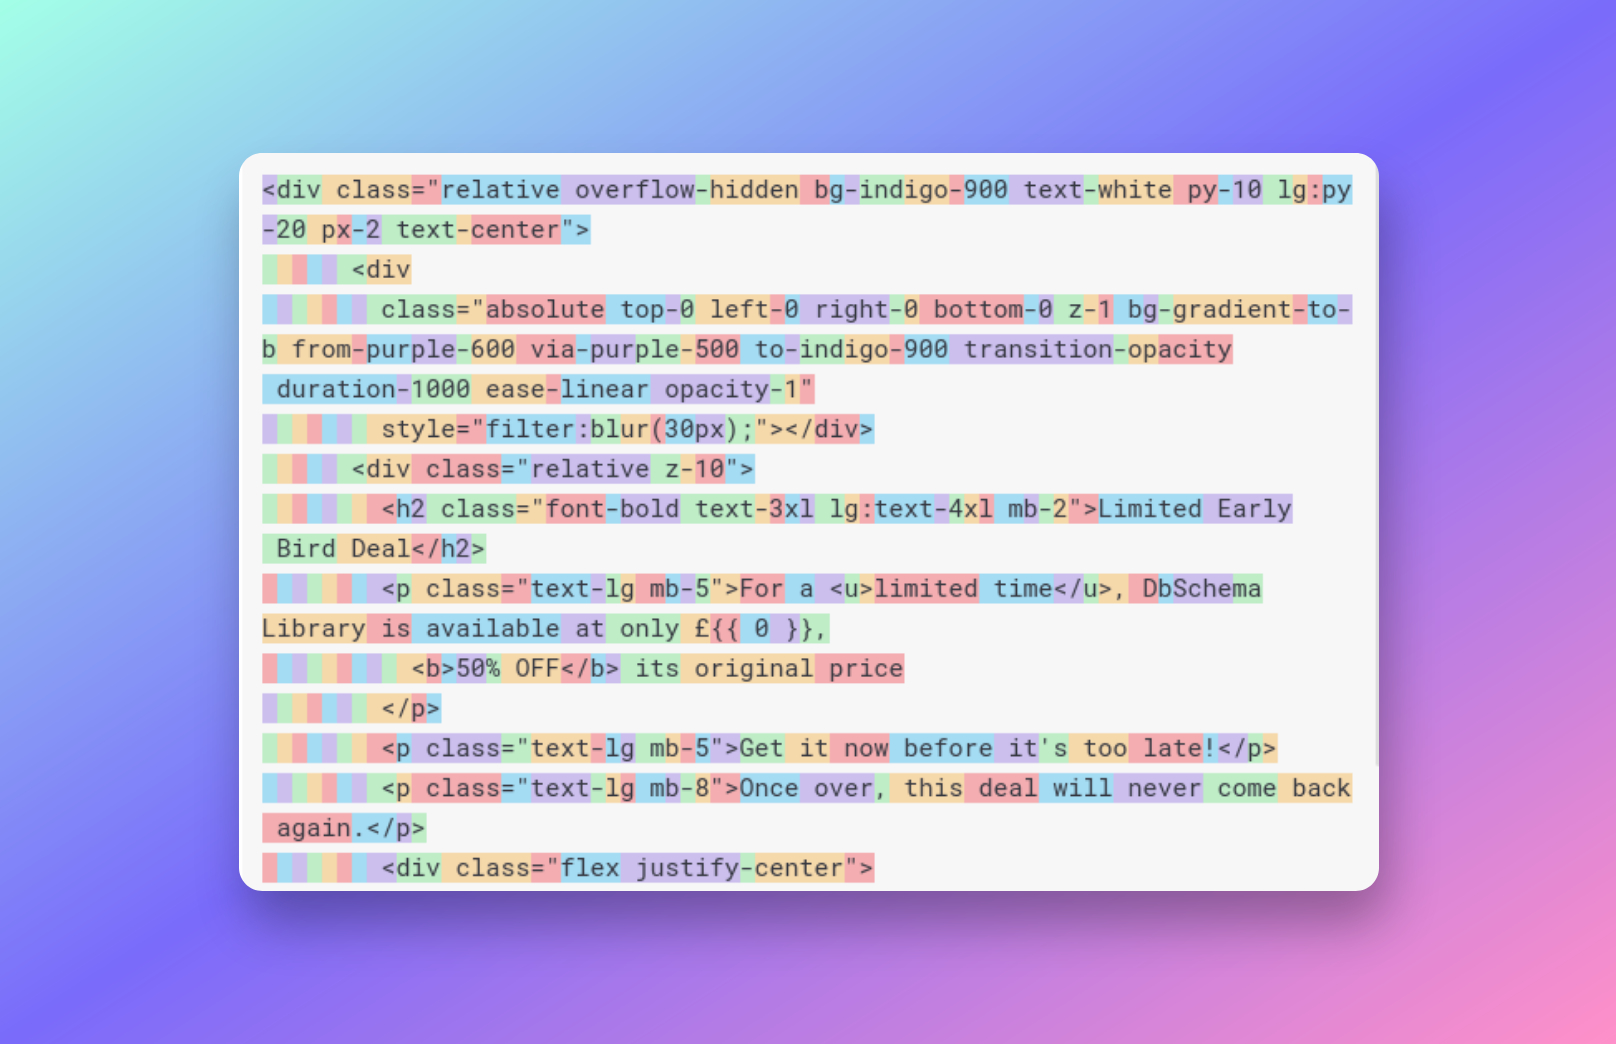 <div class="relative overflow-hidden bg-indigo-900 text-white py-10 lg:py
-20 px-2 text-center">
      <div
        class="absolute top-0 left-0 right-0 bottom-0 z-1 bg-gradient-to-
b from-purple-600 via-purple-500 to-indigo-900 transition-opacity
 duration-1000 ease-linear opacity-1"
        style="filter:blur(30px);"></div>
      <div class="relative z-10">
        <h2 class="font-bold text-3xl lg:text-4xl mb-2">Limited Early
 Bird Deal</h2>
        <p class="text-lg mb-5">For a <u>limited time</u>, DbSchema
Library is available at only £{{ 0 }},
          <b>50% OFF</b> its original price
        </p>
        <p class="text-lg mb-5">Get it now before it's too late!</p>
        <p class="text-lg mb-8">Once over, this deal will never come back
 again.</p>
        <div class="flex justify-center">